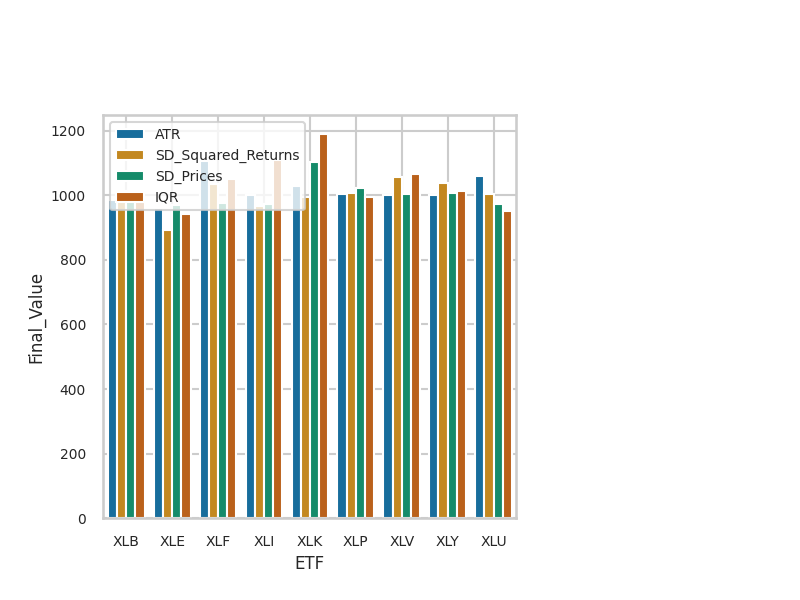 1200
1000
800
600
400
200
0
Final_Value
ATR
SD_Squared_Returns
SD_Prices
IQR
XLB XLE XLF XLI XLK XLP XLV XLY XLU
ETF